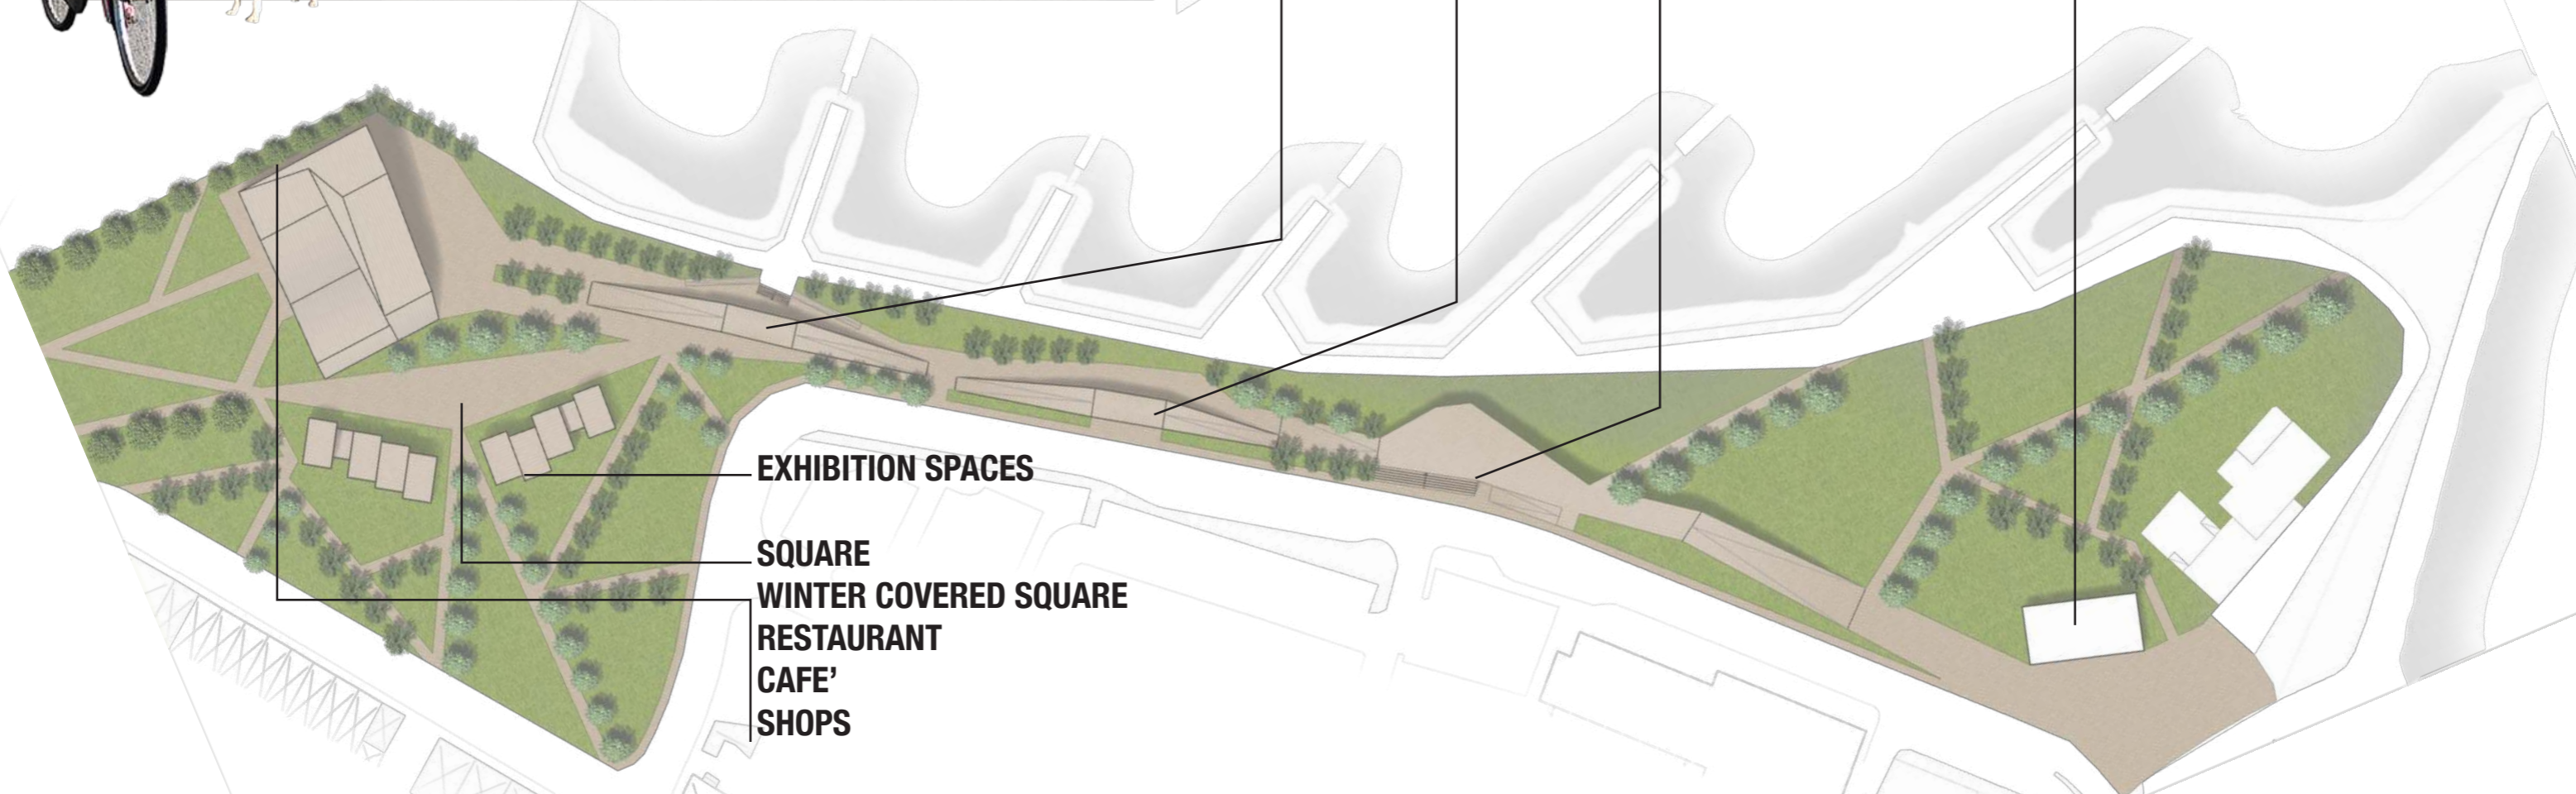 EXHIBITION SPACES
SQUARE
WINTER COVERED SQUARE
RESTAURANT
CAFE’
SHOPS